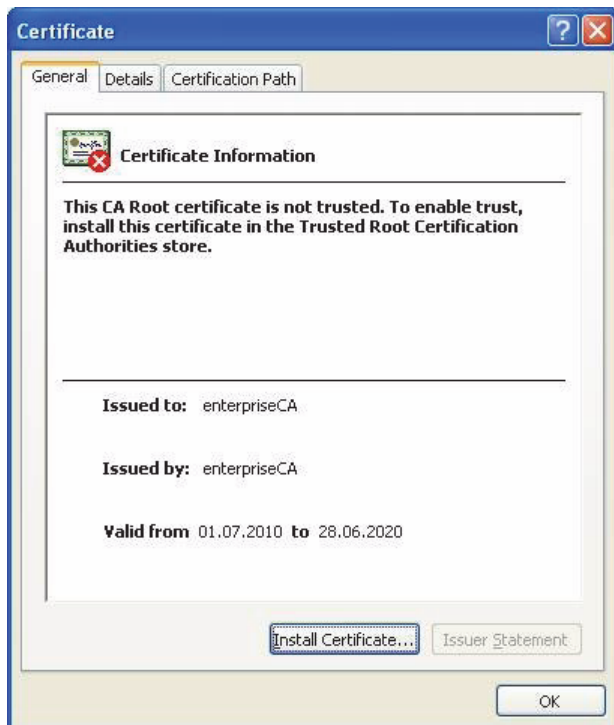 Certificate
General Details Certification Path
Certificate Information
This CA Root certificate is not trusted. To enable trust,
install this certificate in the Trusted Root Certification
Authorities store.
Issued to: enterpriseCA
Issued by: enterpriseCA
Valid from 01.07.2010 to 28.06.2020
Install Certificate... Issuer Statement
OK